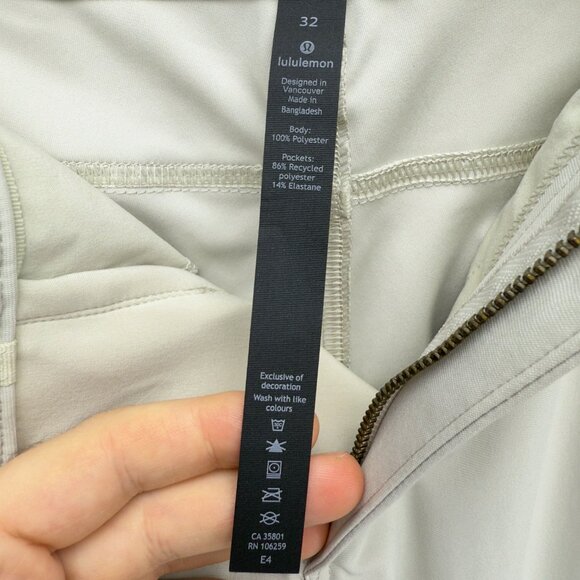 32
lululemon
Designed in
Vancouver
Made in
Bangladesh
Body:
100% Polyester
Pockets:
86% Recycled
polyester
14% Elastane
Exclusive of
decoration
Wash with like
colours
CA 35801
RN 106259
E4